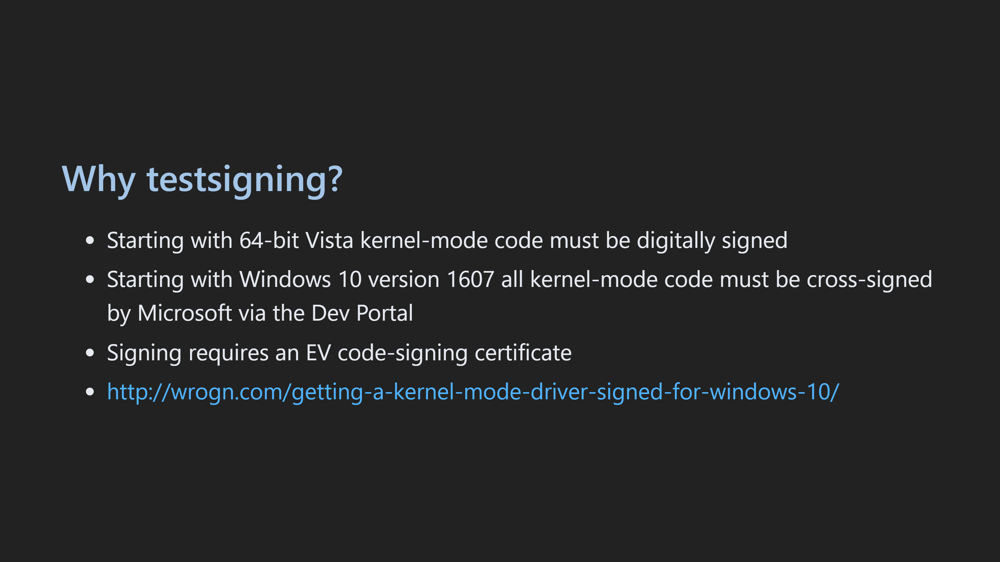 Why testsigning?
• Starting with 64-bit Vista kernel-mode code must be digitally signed
• Starting with Windows 10 version 1607 all kernel-mode code must be cross-signed
by Microsoft via the Dev Portal
• Signing requires an EV code-signing certificate
• http://wrogn.com/getting-a-kernel-mode-driver-signed-for-windows-10/